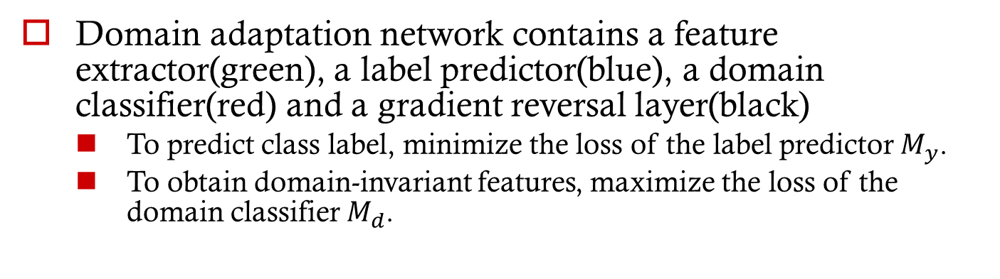 Domain adaptation network contains a feature
extractor(green), a label predictor(blue), a domain
classifier(red) and a gradient reversal layer(black)
To predict class label, minimize the loss of the label predictor M_y.
To obtain domain-invariant features, maximize the loss of the
domain classifier M_d.